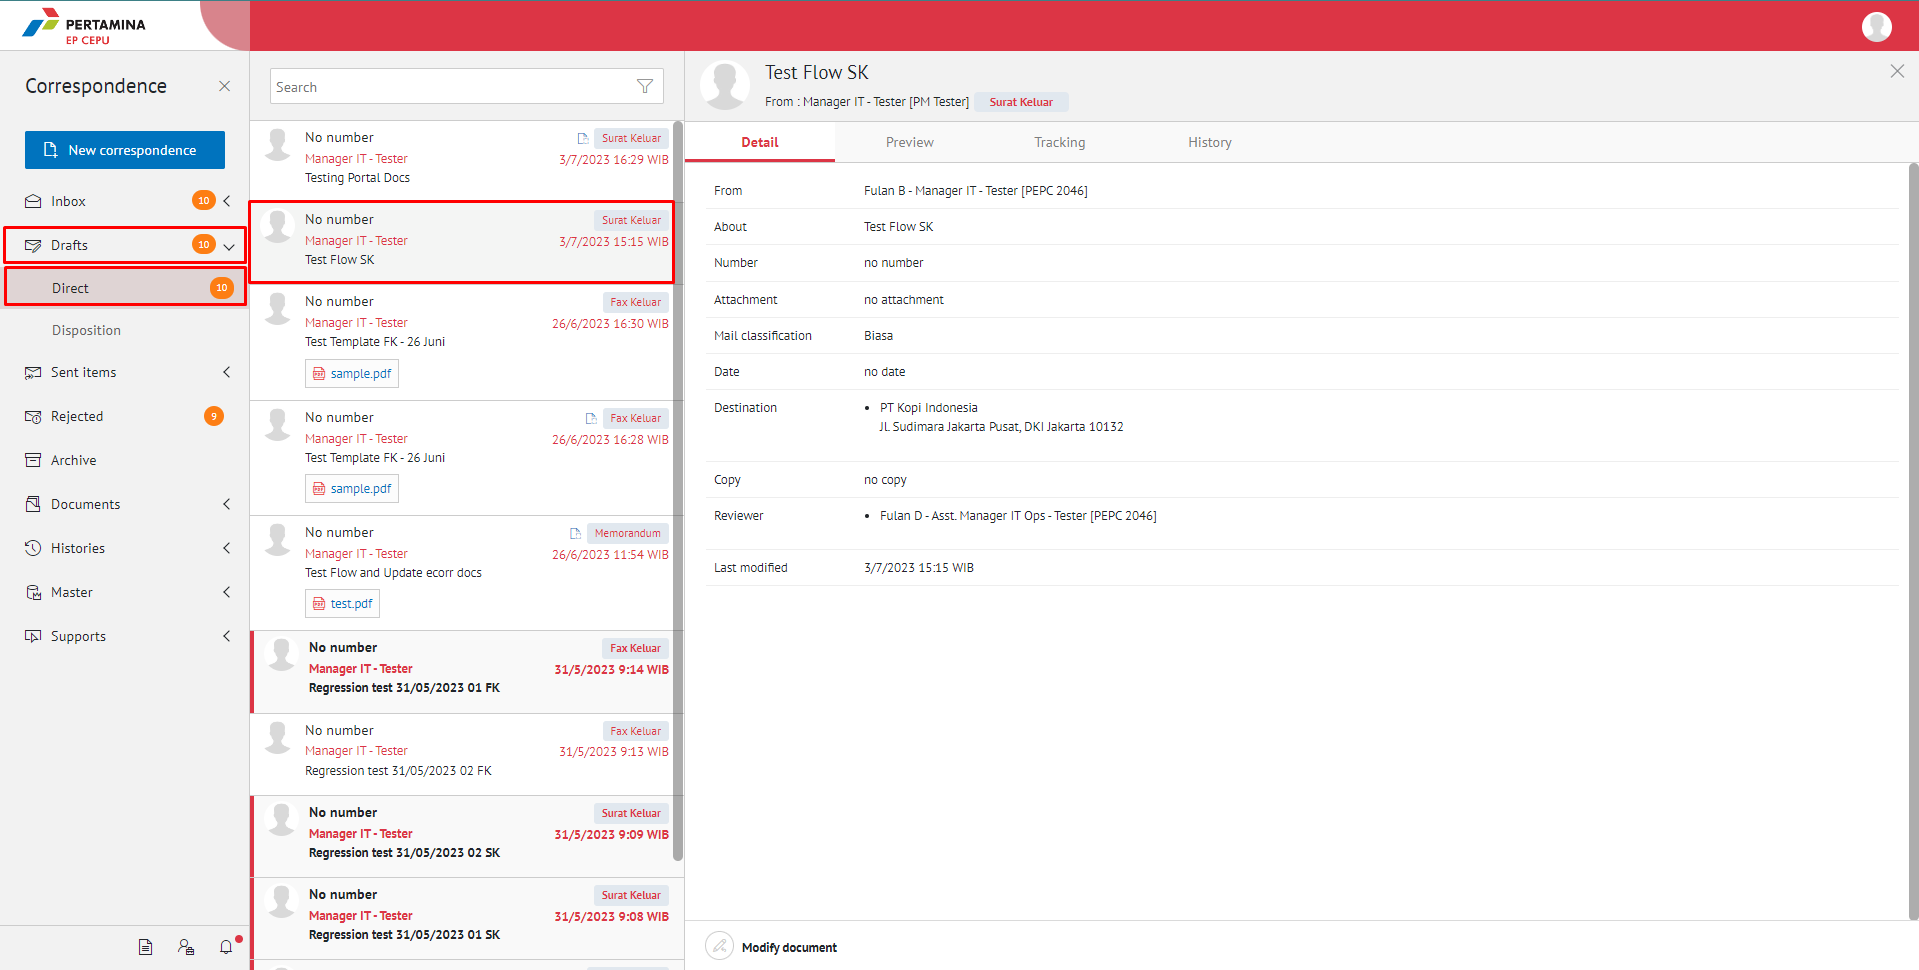 PERTAMINA
EP CEPU
Correspondence
New correspondence
Inbox 10
Drafts 10
Direct 10
Disposition
Sent items
Rejected 9
Archive
Documents
Histories
Master
Supports
Search
No number Surat Keluar
Manager IT - Tester 3/7/2023 16:29 WIB
Testing Portal Docs
No number Surat Keluar
Manager IT - Tester 3/7/2023 15:15 WIB
Test Flow SK
No number Fax Keluar
Manager IT - Tester 26/6/2023 16:30 WIB
Test Template FK - 26 Juni
sample.pdf
No number Fax Keluar
Manager IT - Tester 26/6/2023 16:28 WIB
Test Template FK - 26 Juni
sample.pdf
No number Memorandum
Manager IT - Tester 26/6/2023 11:54 WIB
Test Flow and Update ecorr docs
test.pdf
No number Fax Keluar
Manager IT - Tester 31/5/2023 9:14 WIB
Regression test 31/05/2023 01 FK
No number Fax Keluar
Manager IT - Tester 31/5/2023 9:13 WIB
Regression test 31/05/2023 02 FK
No number Surat Keluar
Manager IT - Tester 31/5/2023 9:09 WIB
Regression test 31/05/2023 02 SK
No number Surat Keluar
Manager IT - Tester 31/5/2023 9:08 WIB
Regression test 31/05/2023 01 SK
Test Flow SK
From : Manager IT - Tester [PM Tester] Surat Keluar
Detail Preview Tracking History
From Fulan B - Manager IT - Tester [PEPC 2046]
About Test Flow SK
Number no number
Attachment no attachment
Mail classification Biasa
Date no date
Destination • PT Kopi Indonesia
Jl. Sudimara Jakarta Pusat, DKI Jakarta 10132
Copy no copy
Reviewer • Fulan D - Asst. Manager IT Ops - Tester [PEPC 2046]
Last modified 3/7/2023 15:15 WIB
Modify document